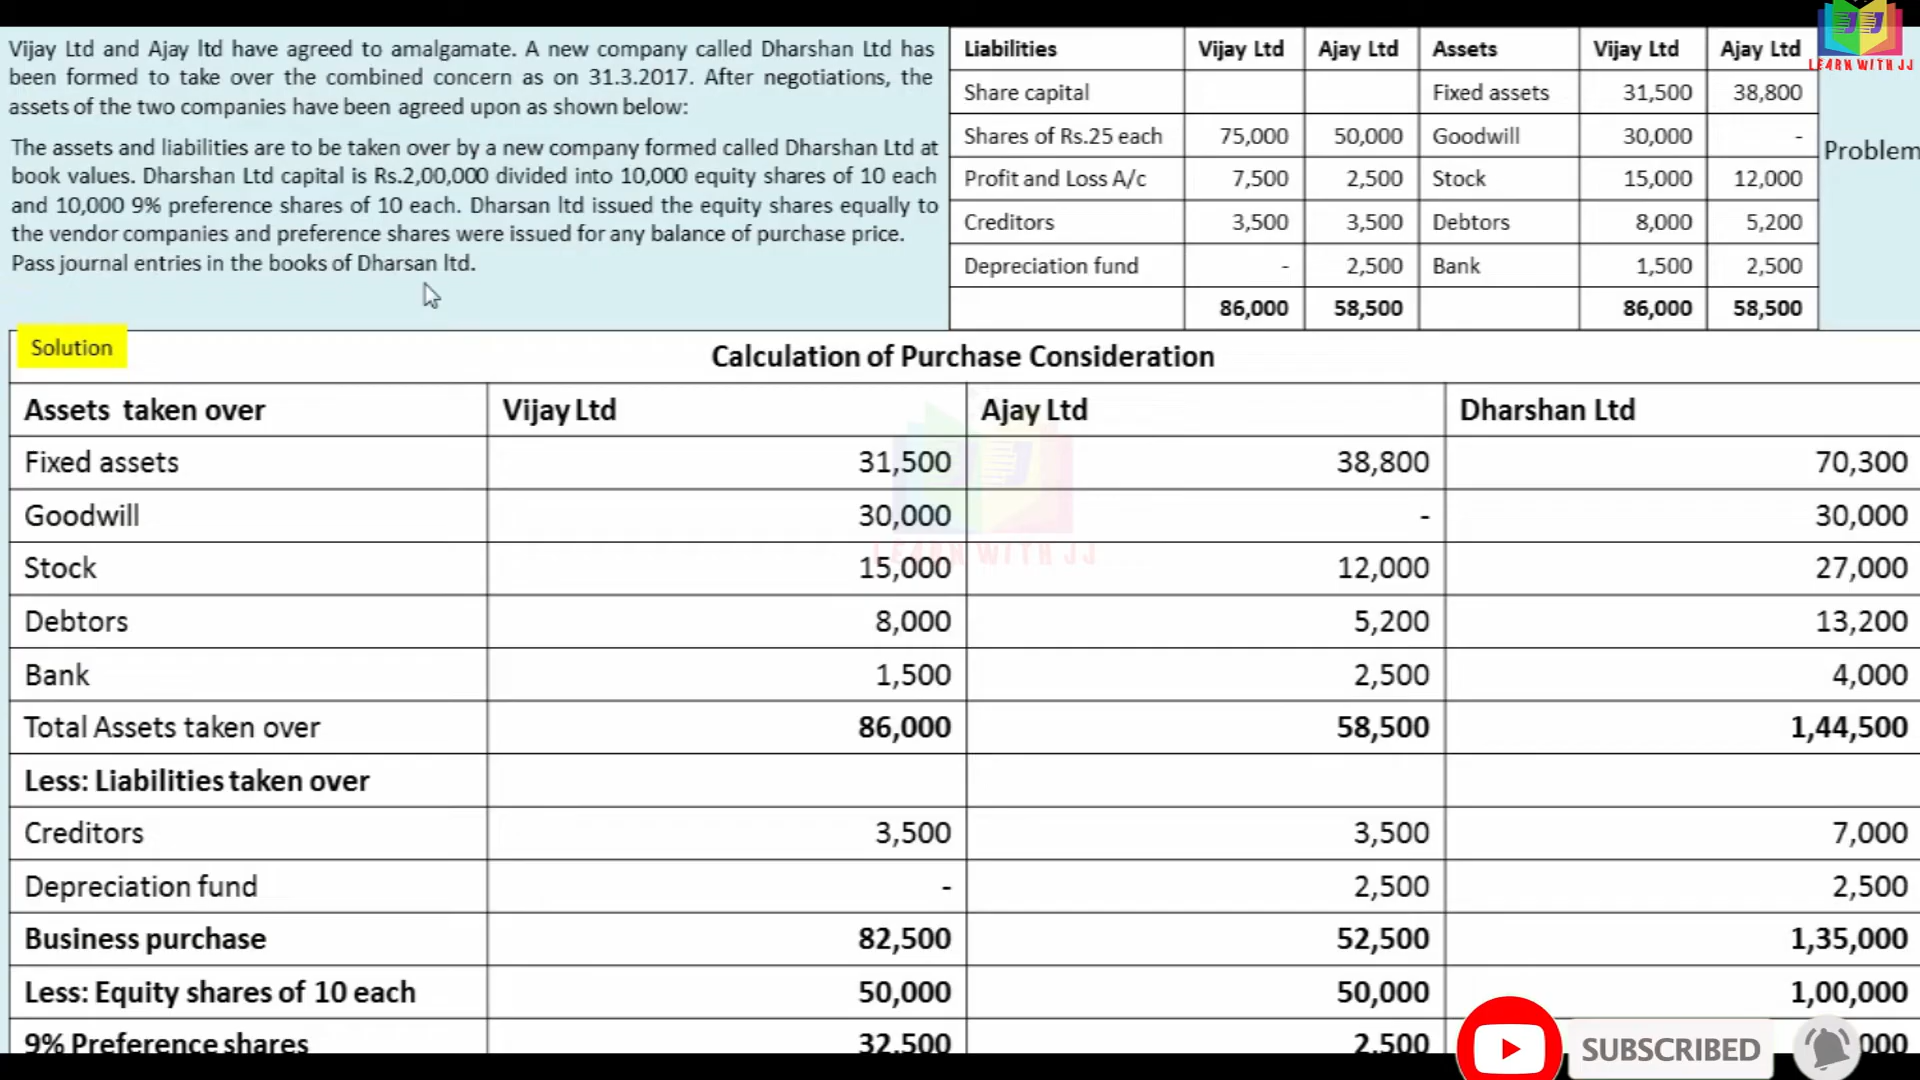 Vijay Ltd and Ajay ltd have agreed to amalgamate. A new company called Dharshan Ltd has
been formed to take over the combined concern as on 31.3.2017. After negotiations, the
assets of the two companies have been agreed upon as shown below:
The assets and liabilities are to be taken over by a new company formed called Dharshan Ltd at
book values. Dharshan Ltd capital is Rs.2,00,000 divided into 10,000 equity shares of 10 each
and 10,000 9% preference shares of 10 each. Dharsan ltd issued the equity shares equally to
the vendor companies and preference shares were issued for any balance of purchase price.
Pass journal entries in the books of Dharsan ltd.
Liabilities Vijay Ltd Ajay Ltd Assets Vijay Ltd Ajay Ltd
Share capital Fixed assets 31,500 38,800
Shares of Rs.25 each 75,000 50,000 Goodwill 30,000 -
Profit and Loss A/c 7,500 2,500 Stock 15,000 12,000
Creditors 3,500 3,500 Debtors 8,000 5,200
Depreciation fund - 2,500 Bank 1,500 2,500
86,000 58,500 86,000 58,500
LEARN WITH JJ
Problem
Solution
Calculation of Purchase Consideration
Assets taken over Vijay Ltd Ajay Ltd Dharshan Ltd
Fixed assets 31,500 38,800 70,300
Goodwill 30,000 - 30,000
Stock 15,000 12,000 27,000
Debtors 8,000 5,200 13,200
Bank 1,500 2,500 4,000
Total Assets taken over 86,000 58,500 1,44,500
Less: Liabilities taken over
Creditors 3,500 3,500 7,000
Depreciation fund - 2,500 2,500
Business purchase 82,500 52,500 1,35,000
Less: Equity shares of 10 each 50,000 50,000 1,00,000
9% Preference shares 32,500 2,500 000
LEARN WITH JJ
SUBSCRIBED